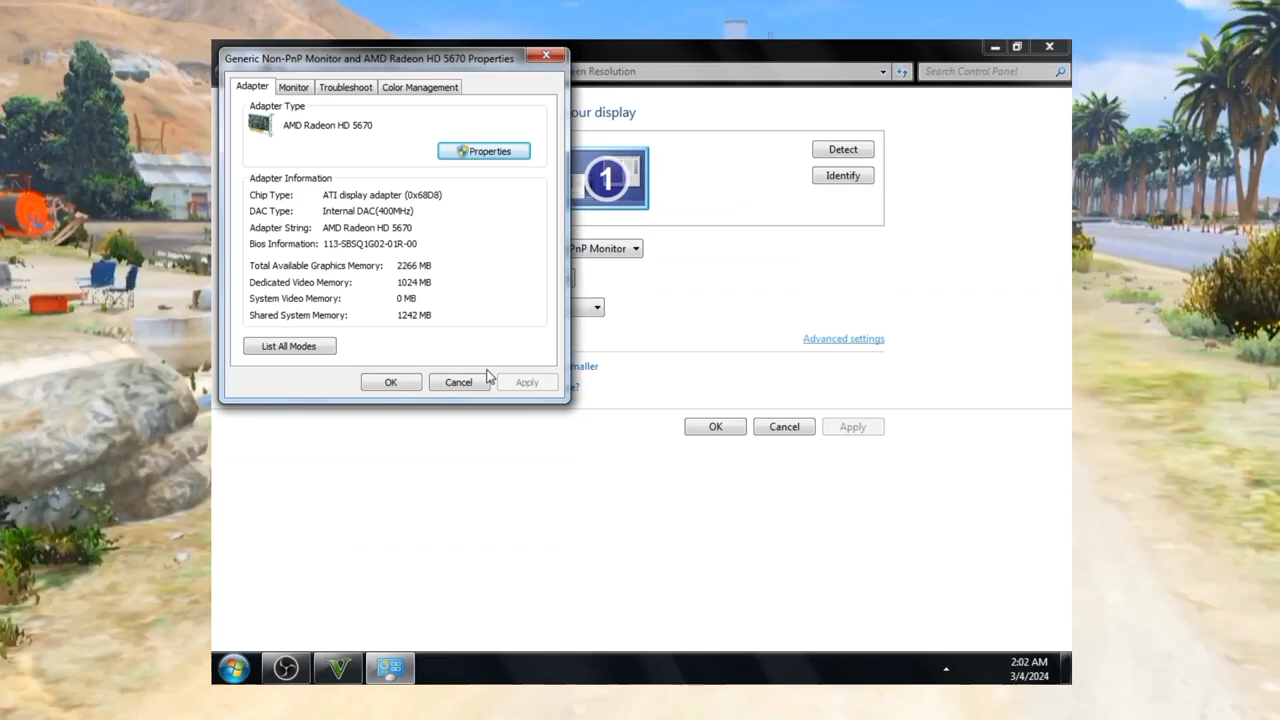 Generic Non-PnP Monitor and AMD Radeon HD 5670 Properties
een Resolution
Search Control Panel
Adapter
Monitor
Troubleshoot
Color Management
Adapter Type
AMD Radeon HD 5670
Properties
Adapter Information
Chip Type: ATI display adapter (0x68D8)
DAC Type: Internal DAC(400MHz)
Adapter String: AMD Radeon HD 5670
Bios Information: 113-SBSQ1G02-01R-00
Total Available Graphics Memory: 2266 MB
Dedicated Video Memory: 1024 MB
System Video Memory: 0 MB
Shared System Memory: 1242 MB
List All Modes
OK
Cancel
Apply
our display
1
Detect
Identify
PnP Monitor
Advanced settings
maller
e?
OK
Cancel
Apply
2:02 AM
3/4/2024